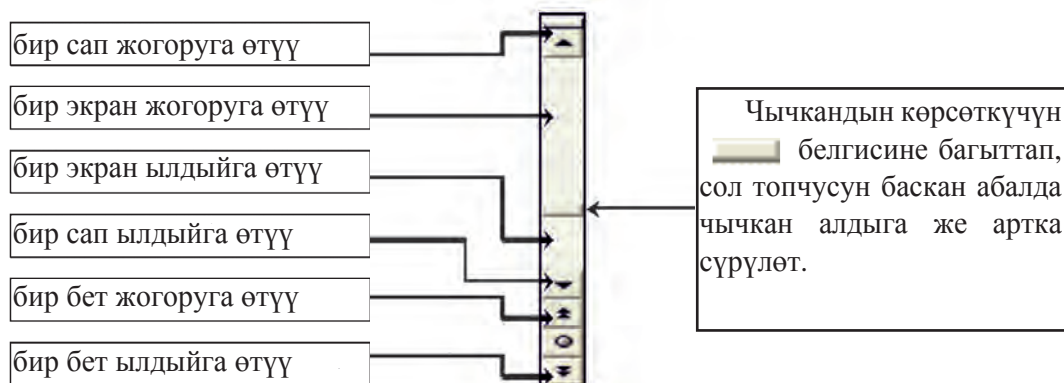 бир сап жогоруга өтүү
бир экран жогоруга өтүү
бир экран ылдыйга өтүү
бир сап ылдыйга өтүү
бир бет жогоруга өтүү
бир бет ылдыйга өтүү
Чычкандын көрсөткүчүн
белгисине багыттап,
сол топчусун баскан абалда
чычкан алдыга же артка
сүрүлөт.